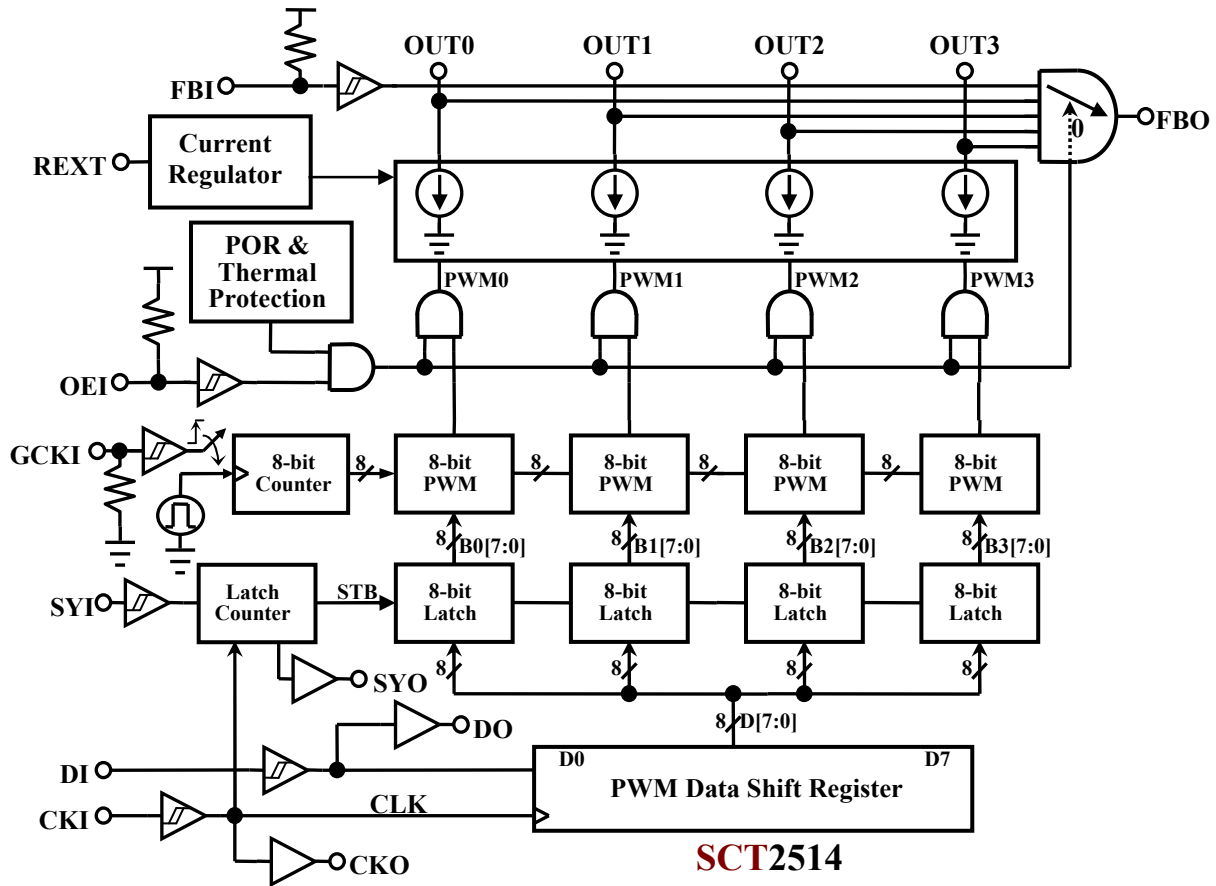 OUT0 OUT1 OUT2 OUT3
FBI
0
FBO
REXT
Current
Regulator
POR &
Thermal
Protection
PWM0 PWM1 PWM2 PWM3
OEI
GCKI
8-bit
Counter
8
8-bit
PWM
8
8-bit
PWM
8
8-bit
PWM
8
8-bit
PWM
8 B0[7:0] 8 B1[7:0] 8 B2[7:0] 8 B3[7:0]
SYI
Latch
Counter
STB
8-bit
Latch
8-bit
Latch
8-bit
Latch
8-bit
Latch
8 8 8 8
SYO
8 D[7:0]
DO
DI
D0 D7
PWM Data Shift Register
CKI
CLK
CKO
SCT2514